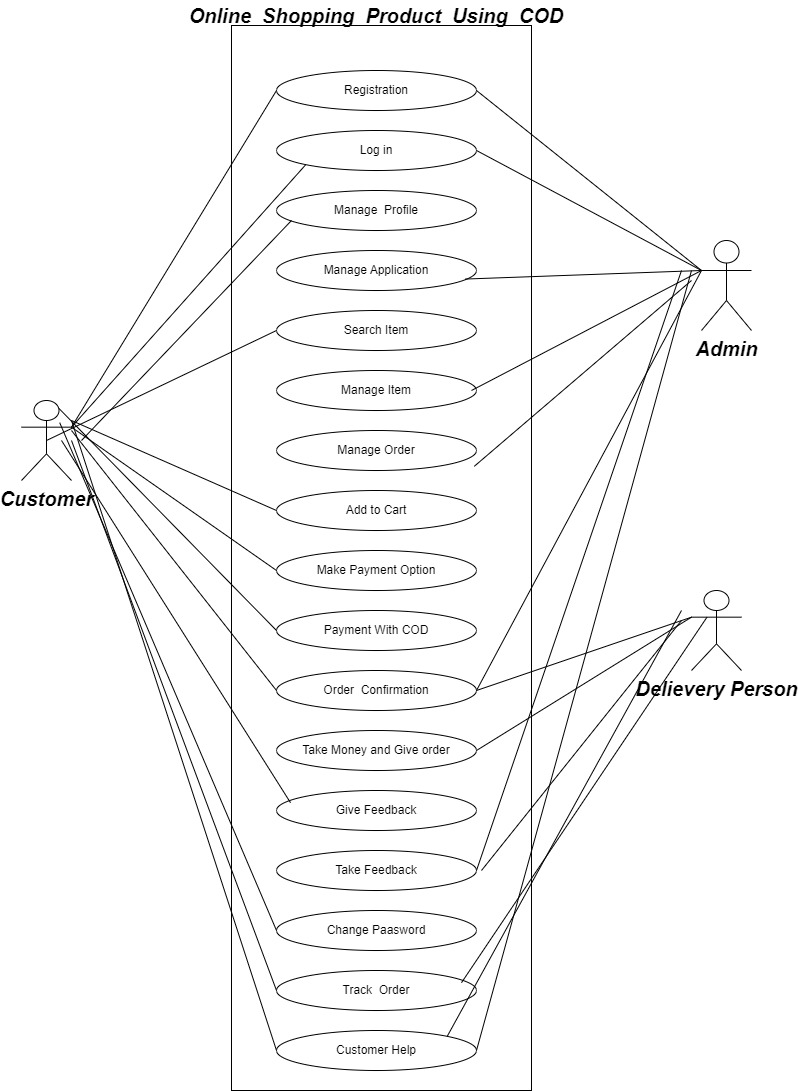 Online Shopping Product Using COD
Registration
Log in
Manage Profile
Manage Application
Search Item
Admin
Manage Item
Manage Order
Customer
Add to Cart
Make Payment Option
Payment With COD
Order Confirmation
Delievery Person
Take Money and Give order
Give Feedback
Take Feedback
Change Paasword
Track Order
Customer Help